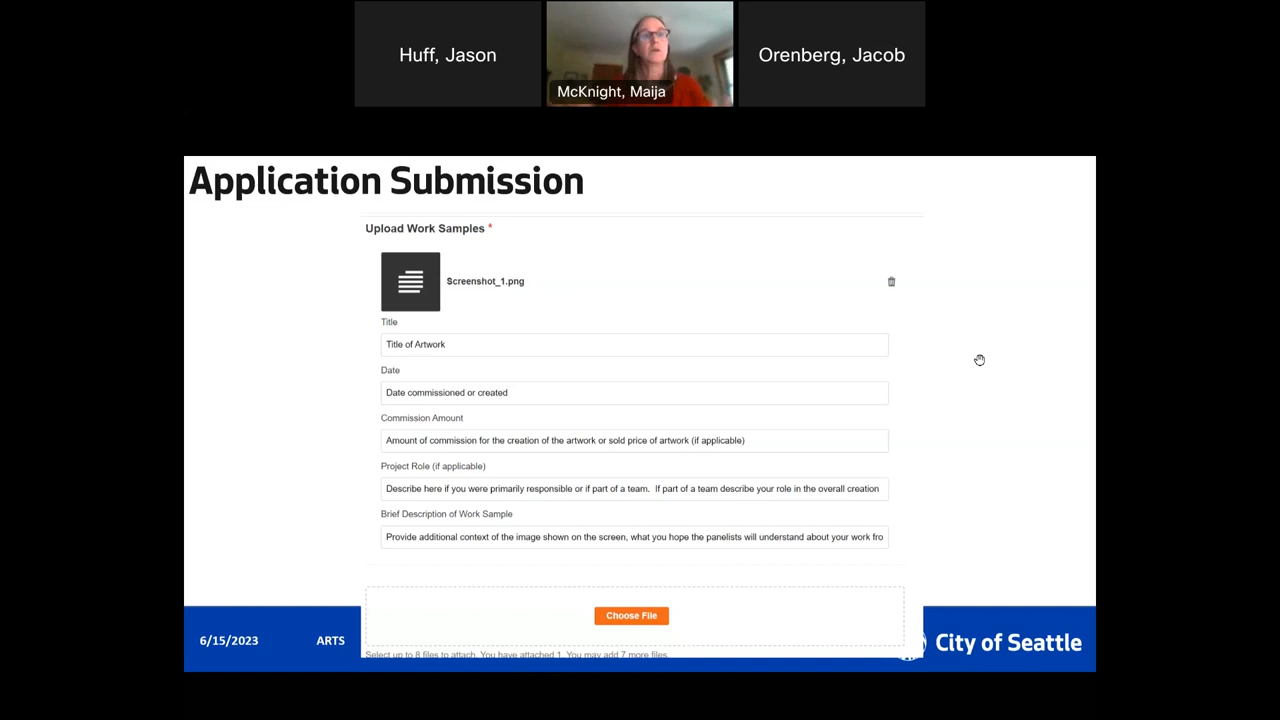 Huff, Jason
McKnight, Maija
Orenberg, Jacob
Application Submission
Upload Work Samples *
Screenshot_1.png
Title
Title of Artwork
Date
Date commissioned or created
Commission Amount
Amount of commission for the creation of the artwork or sold price of artwork (if applicable)
Project Role (if applicable)
Describe here if you were primarily responsible or if part of a team. If part of a team describe your role in the overall creation
Brief Description of Work Sample
Provide additional context of the image shown on the screen, what you hope the panelists will understand about your work fro
Choose File
Select up to 8 files to attach. You have attached 1. You may add 7 more files.
6/15/2023
ARTS
City of Seattle